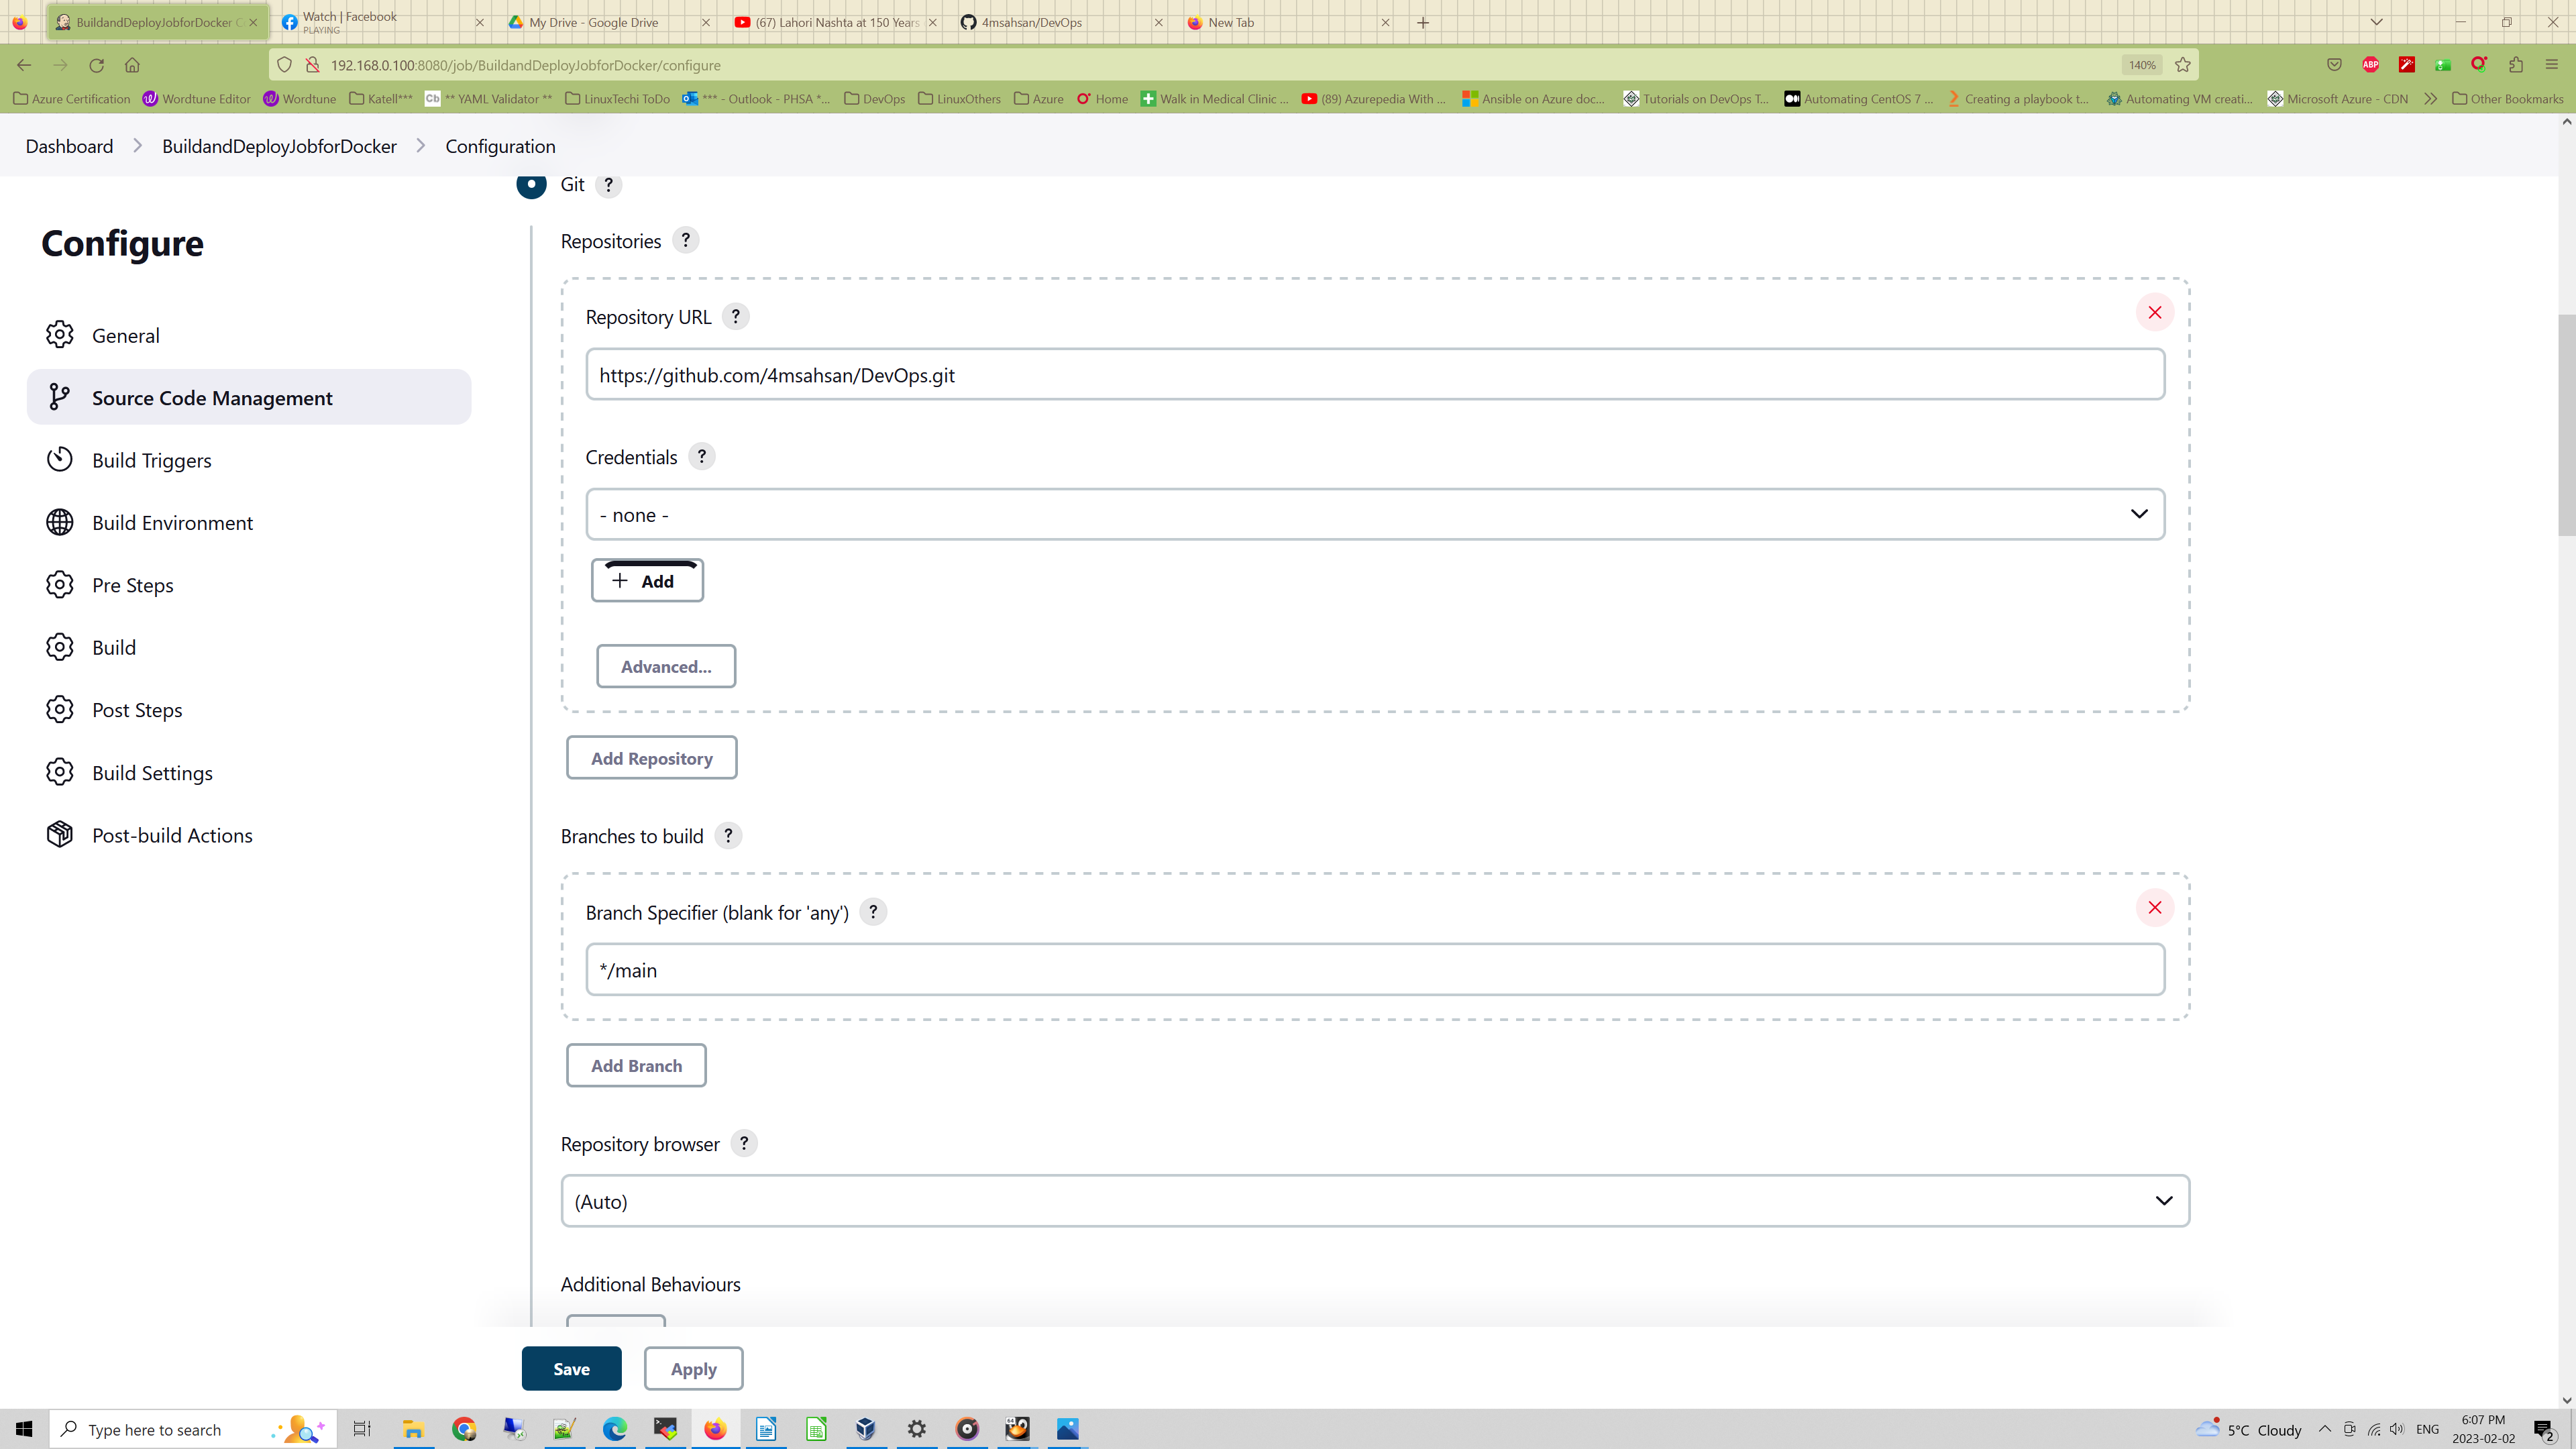 BuildandDeployJobforDocker C
Watch | Facebook
PLAYING
My Drive - Google Drive
(67) Lahori Nashta at 150 Years
4msahsan/DevOps
New Tab
192.168.0.100:8080/job/BuildandDeployJobforDocker/configure
140%
ABP
Azure Certification
Wordtune Editor
Wordtune
Katell***
Cb
** YAML Validator **
LinuxTechi ToDo
*** - Outlook - PHSA *...
DevOps
LinuxOthers
Azure
Home
Walk in Medical Clinic ...
(89) Azurepedia With ...
Ansible on Azure doc...
Tutorials on DevOps T...
Automating CentOS 7 ...
Creating a playbook t...
Automating VM creati...
Microsoft Azure - CDN
Other Bookmarks
Dashboard
BuildandDeployJobforDocker
Configuration
Configure
General
Source Code Management
Build Triggers
Build Environment
Pre Steps
Build
Post Steps
Build Settings
Post-build Actions
Git ?
Repositories ?
Repository URL ?
https://github.com/4msahsan/DevOps.git
Credentials ?
- none -
+ Add
Advanced...
Add Repository
Branches to build ?
Branch Specifier (blank for 'any') ?
*/main
Add Branch
Repository browser ?
(Auto)
Additional Behaviours
Save
Apply
Type here to search
5°C Cloudy
ENG
6:07 PM
2023-02-02
2